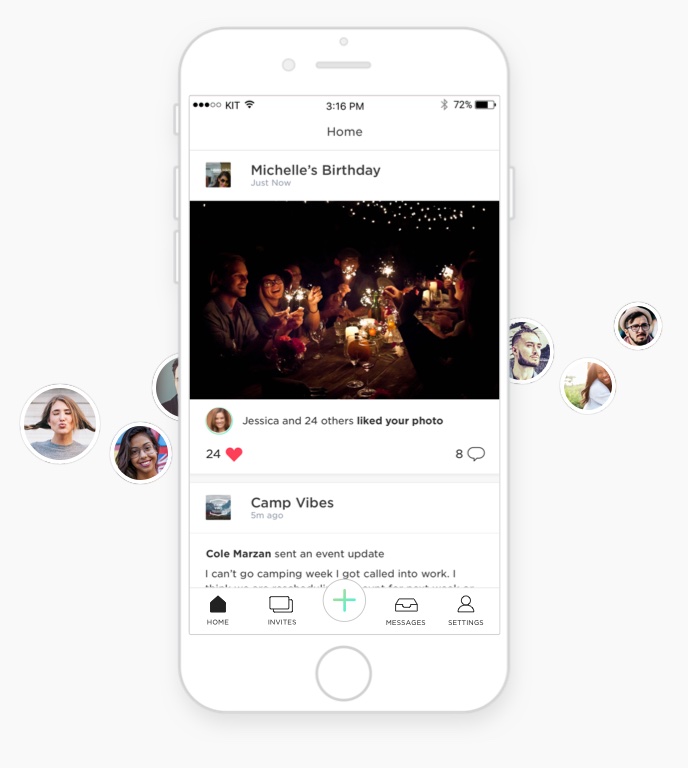 KIT 3:16 PM 72%
Home
Michelle's Birthday
Just Now
Jessica and 24 others liked your photo
24 8
Camp Vibes
5m ago
Cole Marzan sent an event update
I can't go camping week I got called into work. I
HOME INVITES MESSAGES SETTINGS